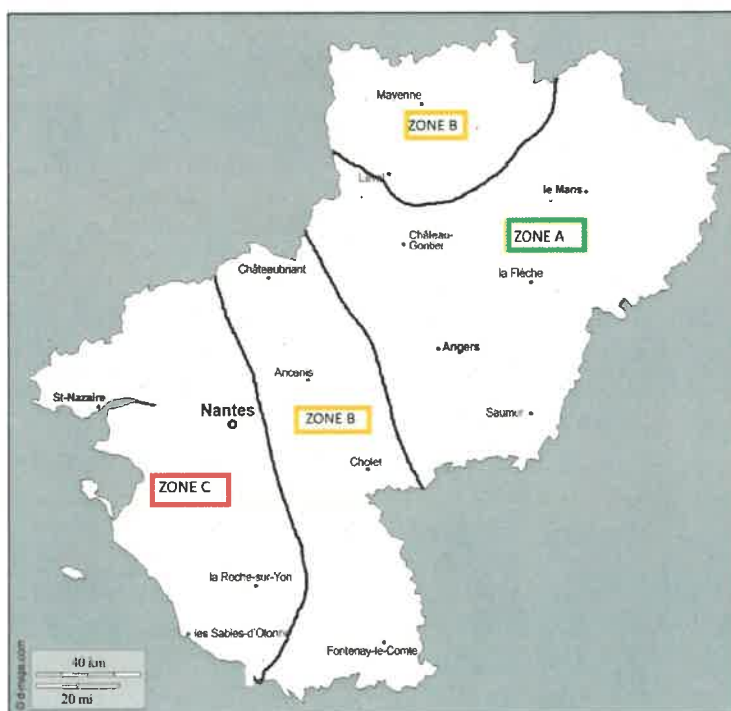 Mayenne
ZONE B
Laval
le Mans
ZONE A
Château-
Gontier
la Flèche
Châteaubriant
Angers
Ancenis
St-Nazaire
Nantes
ZONE B
Saumur
Cholet
ZONE C
la Roche-sur-Yon
les Sables-d'Olonne
Fontenay-le-Comte
40 km
20 mi
© d-maps.com